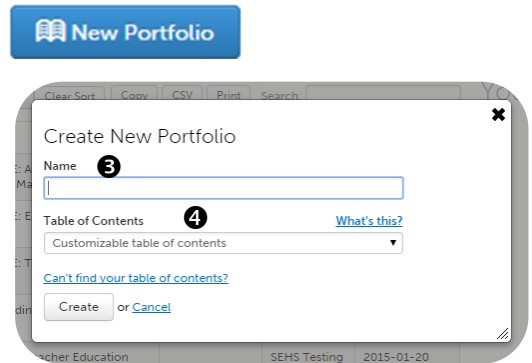 New Portfolio
Clear Sort Copy CSV Print Search:
Create New Portfolio
Name ❸
Table of Contents ❹ What's this?
Customizable table of contents
Can't find your table of contents?
Create or Cancel
acher Education SEHS Testing 2015-01-20